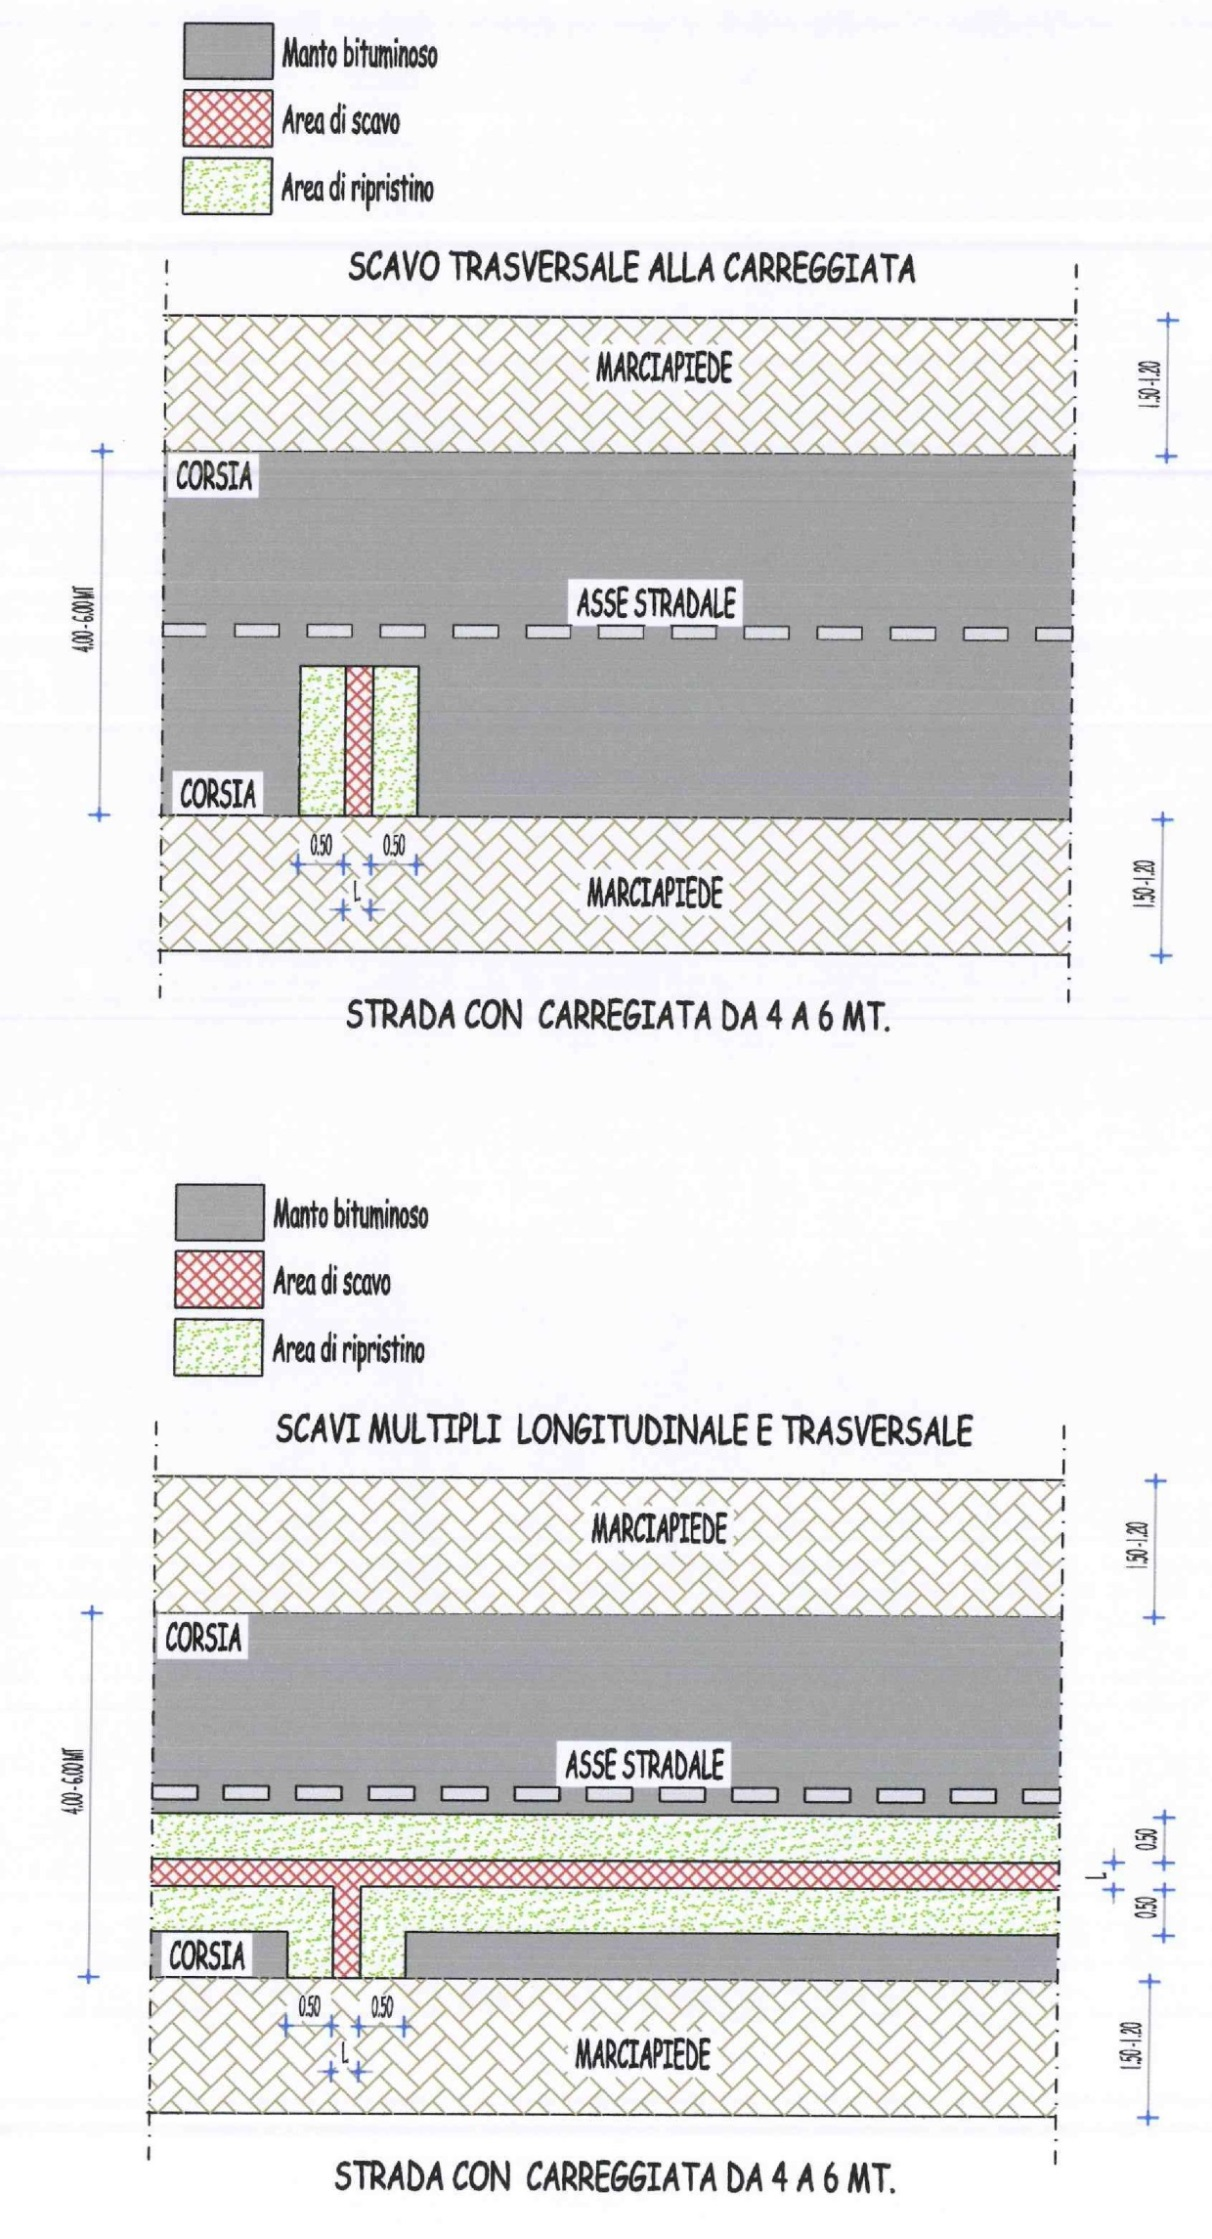 Manto bituminoso
Area di scavo
Area di ripristino
SCAVO TRASVERSALE ALLA CARREGGIATA
MARCIAPIEDE
1.50-1.20
CORSIA
ASSE STRADALE
4.00 - 6.00 MT
CORSIA
0.50
0.50
L
MARCIAPIEDE
1.50-1.20
STRADA CON CARREGIATA DA 4 A 6 MT.
Manto bituminoso
Area di scavo
Area di ripristino
SCAVI MULTIPLI LONGITUDINALE E TRASVERSALE
MARCIAPIEDE
1.50-1.20
CORSIA
ASSE STRADALE
4.00 - 6.00 MT
0.50
L
0.50
CORSIA
0.50
0.50
L
MARCIAPIEDE
1.50-1.20
STRADA CON CARREGGIATA DA 4 A 6 MT.